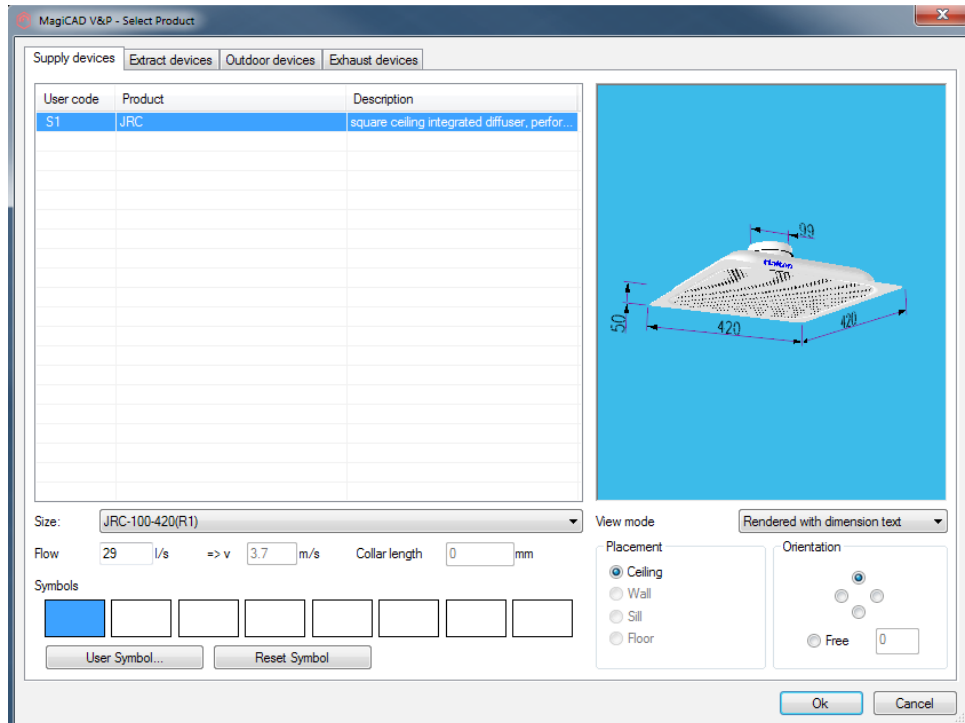 MagiCAD V&P - Select Product
Supply devices Extract devices Outdoor devices Exhaust devices
User code Product Description
S1 JRC square ceiling integrated diffuser, perfor...
99
Halton
50
420
420
Size: JRC-100-420(R1)
View mode Rendered with dimension text
Flow 29 l/s => v 3.7 m/s Collar length 0 mm
Placement
Ceiling
Wall
Sill
Floor
Orientation
Free 0
Symbols
User Symbol... Reset Symbol
Ok Cancel